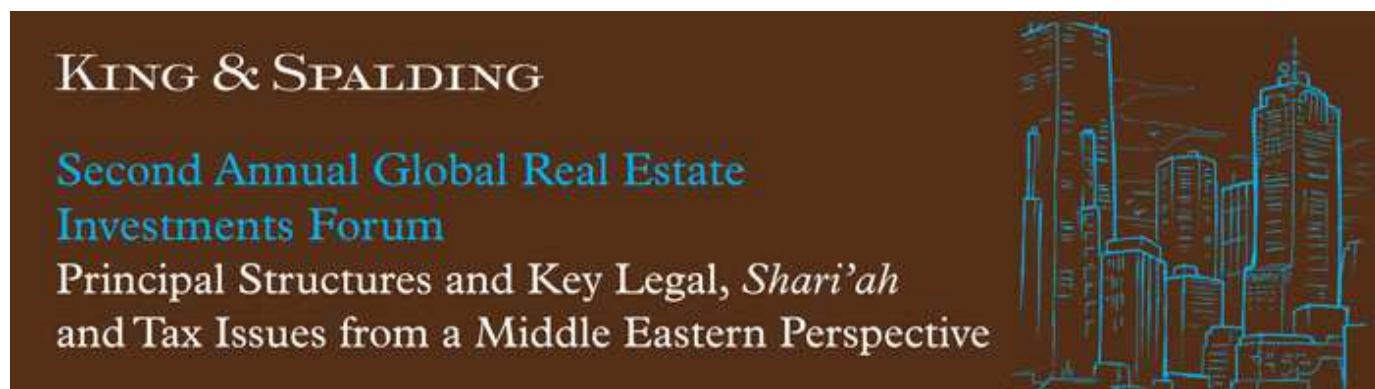 KING & SPALDING
Second Annual Global Real Estate
Investments Forum
Principal Structures and Key Legal, Shari’ah
and Tax Issues from a Middle Eastern Perspective